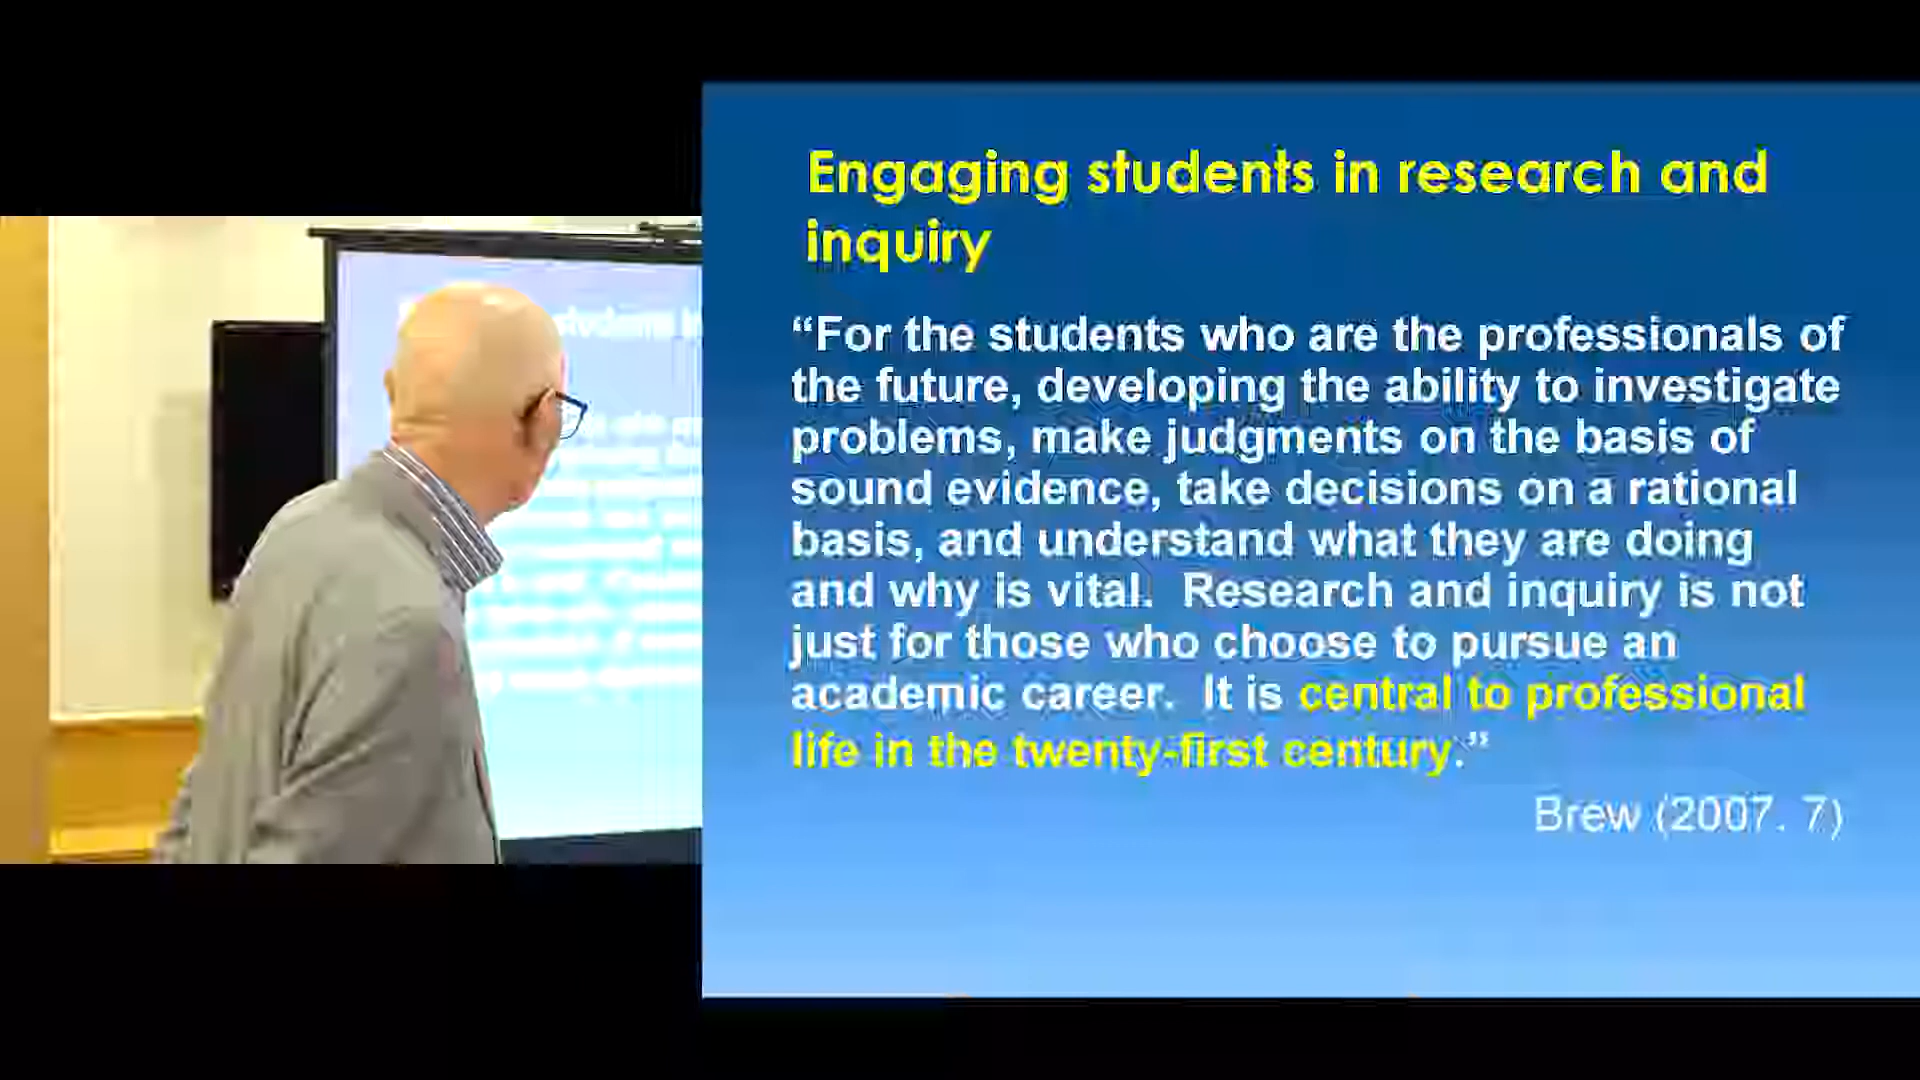 Engaging students in research and
inquiry
“For the students who are the professionals of
the future, developing the ability to investigate
problems, make judgments on the basis of
sound evidence, take decisions on a rational
basis, and understand what they are doing
and why is vital.  Research and inquiry is not
just for those who choose to pursue an
academic career.  It is central to professional
life in the twenty-first century.”
Brew (2007. 7)